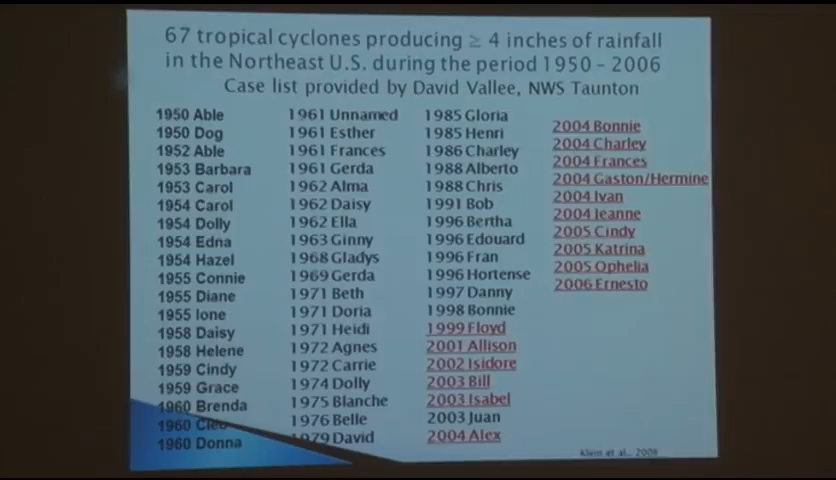 67 tropical cyclones producing ≥ 4 inches of rainfall
in the Northeast U.S. during the period 1950 – 2006
Case list provided by David Vallee, NWS Taunton
1950 Able
1950 Dog
1952 Able
1953 Barbara
1953 Carol
1954 Carol
1954 Dolly
1954 Edna
1954 Hazel
1955 Connie
1955 Diane
1955 Ione
1958 Daisy
1958 Helene
1959 Cindy
1959 Grace
1960 Brenda
1960 Cleo
1960 Donna
1961 Unnamed
1961 Esther
1961 Frances
1961 Gerda
1962 Alma
1962 Daisy
1962 Ella
1963 Ginny
1968 Gladys
1969 Gerda
1971 Beth
1971 Doria
1971 Heidi
1972 Agnes
1972 Carrie
1974 Dolly
1975 Blanche
1976 Belle
1979 David
1985 Gloria
1985 Henri
1986 Charley
1988 Alberto
1988 Chris
1991 Bob
1996 Bertha
1996 Edouard
1996 Fran
1996 Hortense
1997 Danny
1998 Bonnie
1999 Floyd
2001 Allison
2002 Isidore
2003 Bill
2003 Isabel
2003 Juan
2004 Alex
2004 Bonnie
2004 Charley
2004 Frances
2004 Gaston/Hermine
2004 Ivan
2004 Jeanne
2005 Cindy
2005 Katrina
2005 Ophelia
2006 Ernesto
et al.,